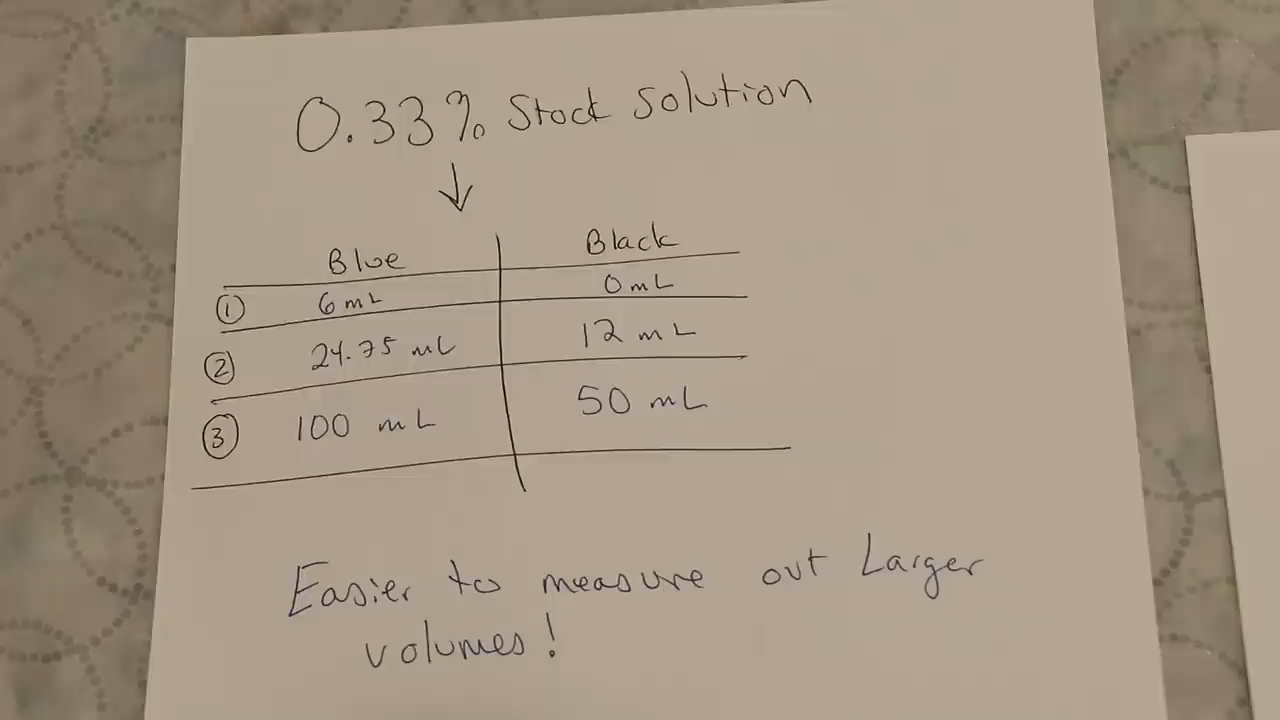 0.33% Stock Solution
↓
Blue Black
① 6 mL 0 mL
② 24.75 mL 12 mL
③ 100 mL 50 mL
Easier to measure out Larger
volumes!